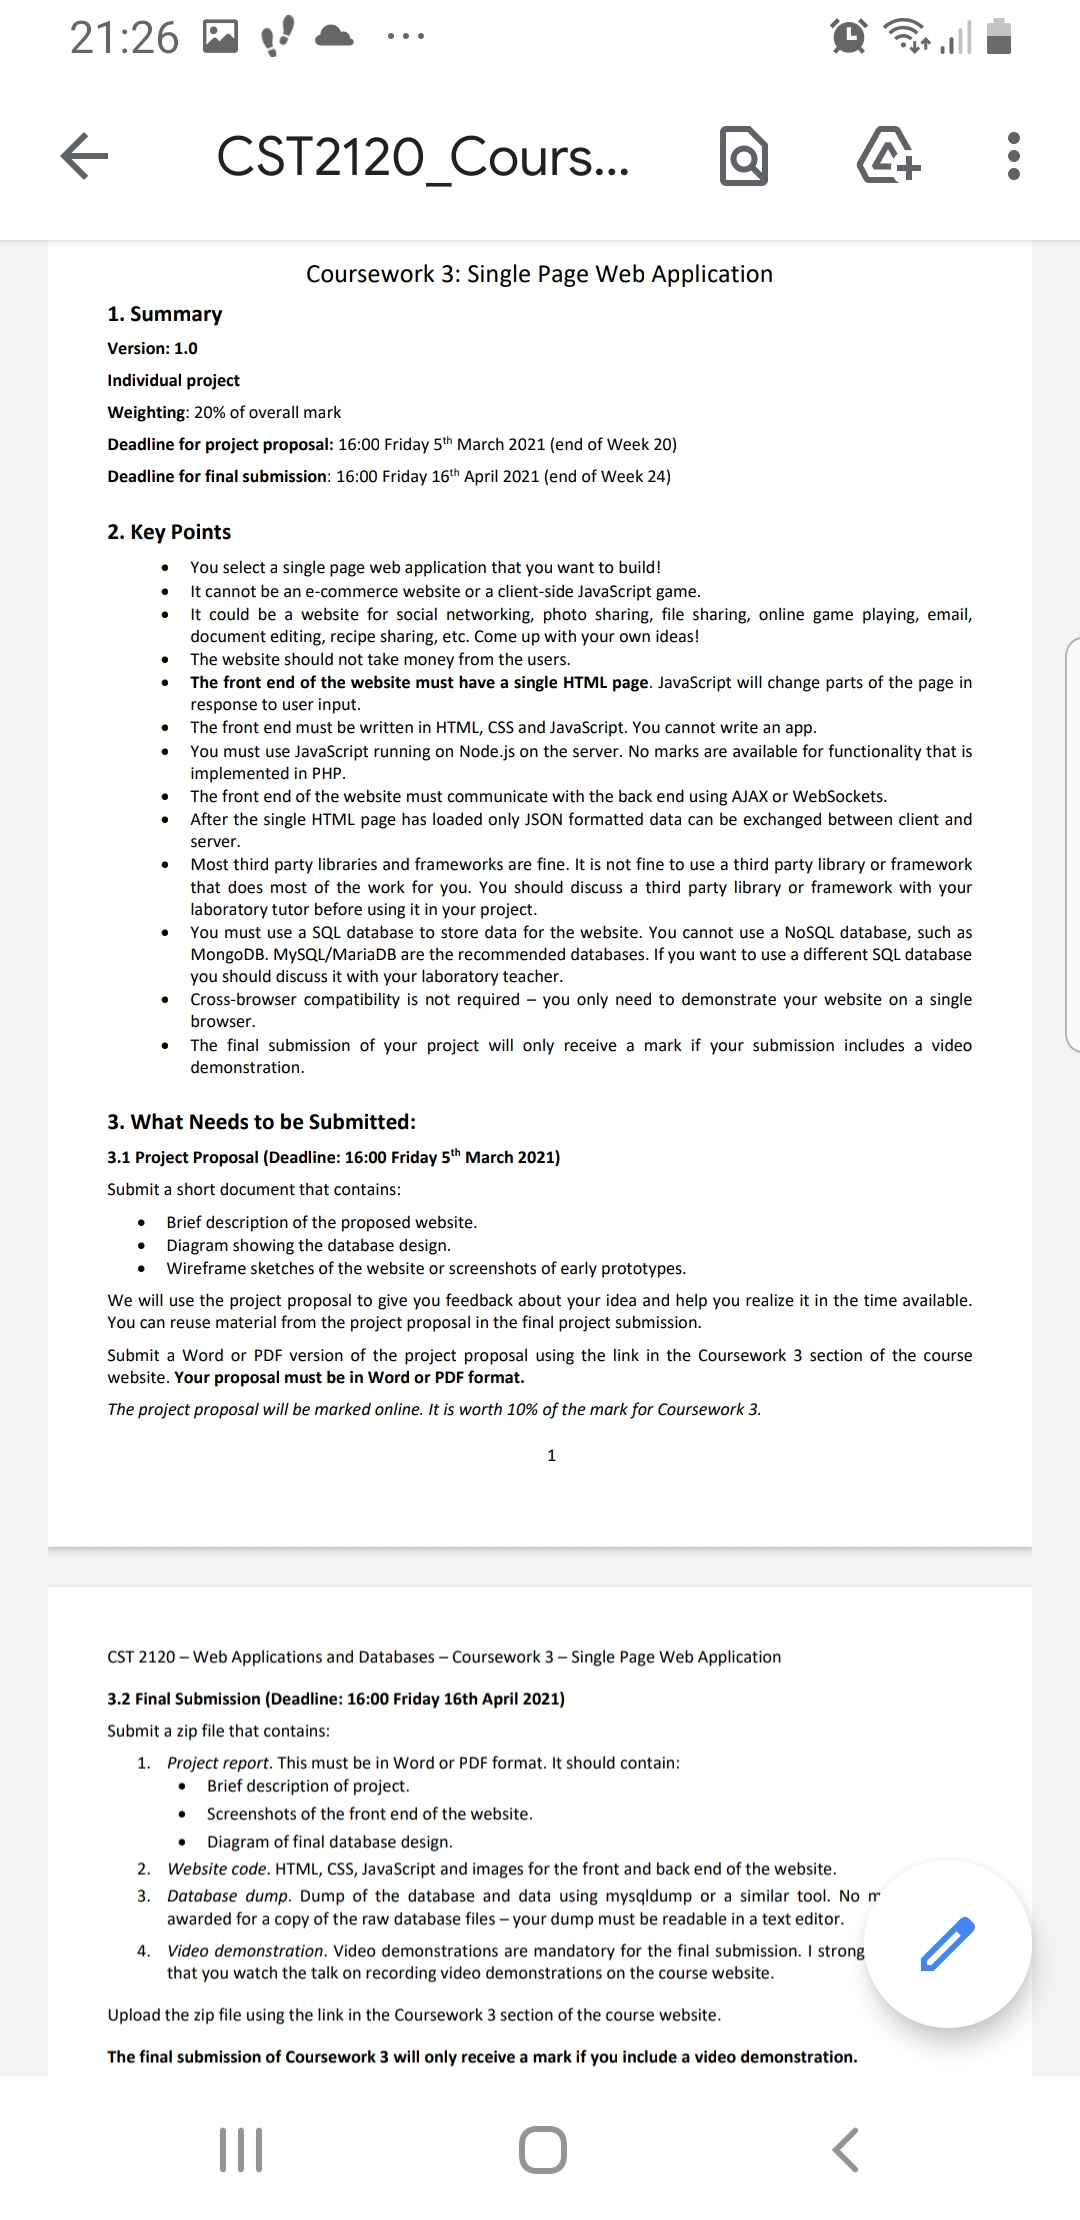 21:26
CST2120_Cours...
Coursework 3: Single Page Web Application
1. Summary
Version: 1.0
Individual project
Weighting: 20% of overall mark
Deadline for project proposal: 16:00 Friday 5th March 2021 (end of Week 20)
Deadline for final submission: 16:00 Friday 16th April 2021 (end of Week 24)
2. Key Points
• You select a single page web application that you want to build!
• It cannot be an e-commerce website or a client-side JavaScript game.
• It could be a website for social networking, photo sharing, file sharing, online game playing, email,
document editing, recipe sharing, etc. Come up with your own ideas!
• The website should not take money from the users.
• The front end of the website must have a single HTML page. JavaScript will change parts of the page in
response to user input.
• The front end must be written in HTML, CSS and JavaScript. You cannot write an app.
• You must use JavaScript running on Node.js on the server. No marks are available for functionality that is
implemented in PHP.
• The front end of the website must communicate with the back end using AJAX or WebSockets.
• After the single HTML page has loaded only JSON formatted data can be exchanged between client and
server.
• Most third party libraries and frameworks are fine. It is not fine to use a third party library or framework
that does most of the work for you. You should discuss a third party library or framework with your
laboratory tutor before using it in your project.
• You must use a SQL database to store data for the website. You cannot use a NoSQL database, such as
MongoDB. MySQL/MariaDB are the recommended databases. If you want to use a different SQL database
you should discuss it with your laboratory teacher.
• Cross-browser compatibility is not required – you only need to demonstrate your website on a single
browser.
• The final submission of your project will only receive a mark if your submission includes a video
demonstration.
3. What Needs to be Submitted:
3.1 Project Proposal (Deadline: 16:00 Friday 5th March 2021)
Submit a short document that contains:
• Brief description of the proposed website.
• Diagram showing the database design.
• Wireframe sketches of the website or screenshots of early prototypes.
We will use the project proposal to give you feedback about your idea and help you realize it in the time available.
You can reuse material from the project proposal in the final project submission.
Submit a Word or PDF version of the project proposal using the link in the Coursework 3 section of the course
website. Your proposal must be in Word or PDF format.
The project proposal will be marked online. It is worth 10% of the mark for Coursework 3.
1
CST 2120 – Web Applications and Databases – Coursework 3 – Single Page Web Application
3.2 Final Submission (Deadline: 16:00 Friday 16th April 2021)
Submit a zip file that contains:
1. Project report. This must be in Word or PDF format. It should contain:
• Brief description of project.
• Screenshots of the front end of the website.
• Diagram of final database design.
2. Website code. HTML, CSS, JavaScript and images for the front and back end of the website.
3. Database dump. Dump of the database and data using mysqldump or a similar tool. No
awarded for a copy of the raw database files – your dump must be readable in a text editor.
4. Video demonstration. Video demonstrations are mandatory for the final submission. I strong
that you watch the talk on recording video demonstrations on the course website.
Upload the zip file using the link in the Coursework 3 section of the course website.
The final submission of Coursework 3 will only receive a mark if you include a video demonstration.